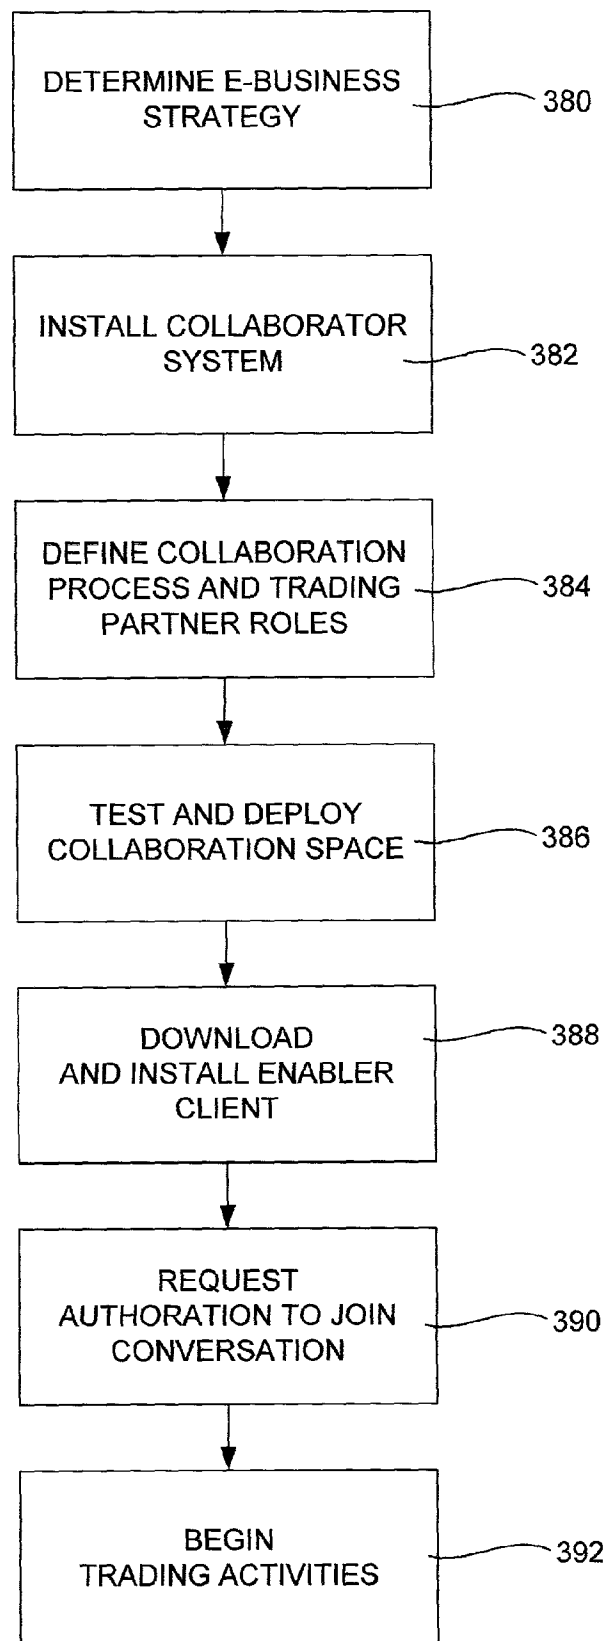 DETERMINE E-BUSINESS
STRATEGY
380
INSTALL COLLABORATOR
SYSTEM
382
DEFINE COLLABORATION
PROCESS AND TRADING
PARTNER ROLES
384
TEST AND DEPLOY
COLLABORATION SPACE
386
DOWNLOAD
AND INSTALL ENABLER
CLIENT
388
REQUEST
AUTHORATION TO JOIN
CONVERSATION
390
BEGIN
TRADING ACTIVITIES
392